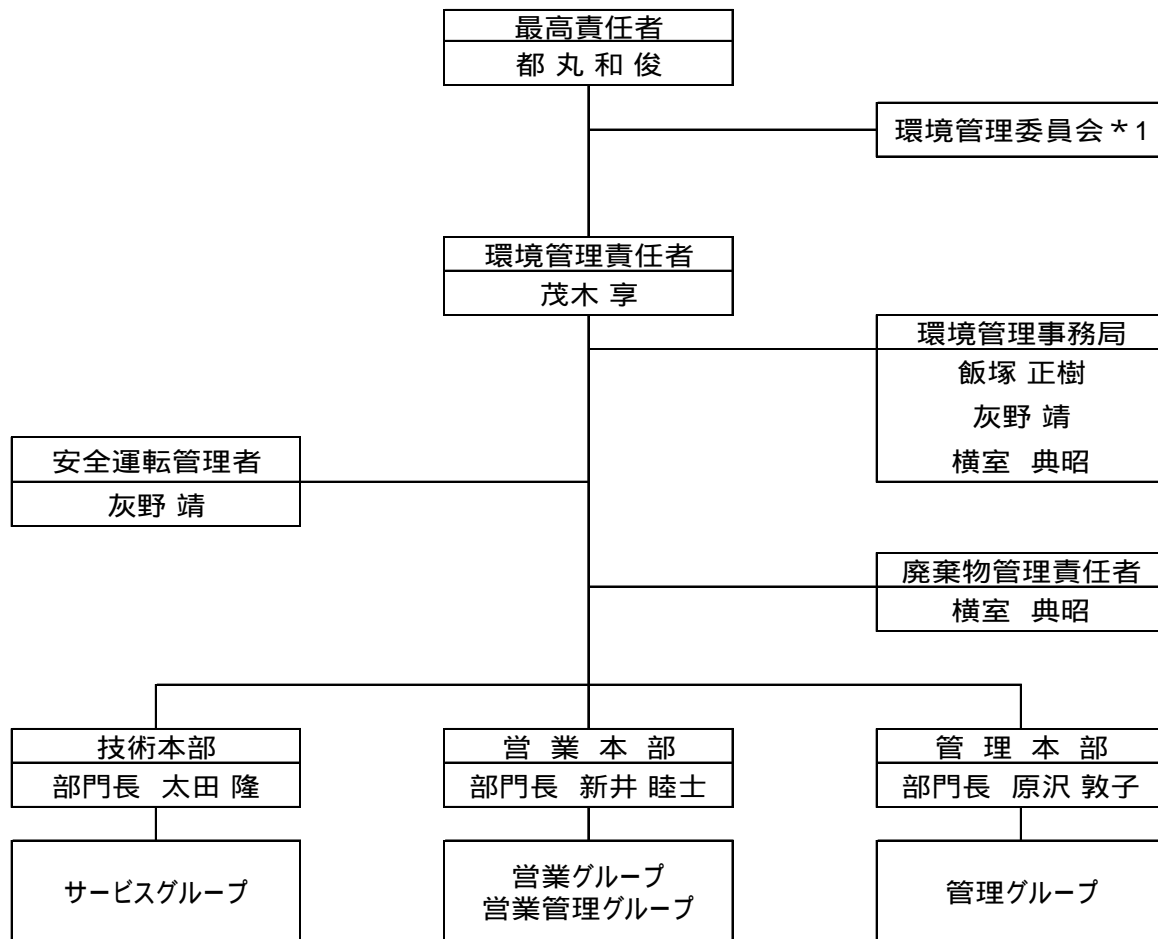 最高責任者
都 丸 和 俊
環境管理委員会*1
環境管理責任者
茂木 享
環境管理事務局
飯塚 正樹
灰野 靖
横室 典昭
安全運転管理者
灰野 靖
廃棄物管理責任者
横室 典昭
技術本部
部門長 太田 隆
営 業 本 部
部門長 新井 睦士
管 理 本 部
部門長 原沢 敦子
サービスグループ
営業グループ
営業管理グループ
管理グループ